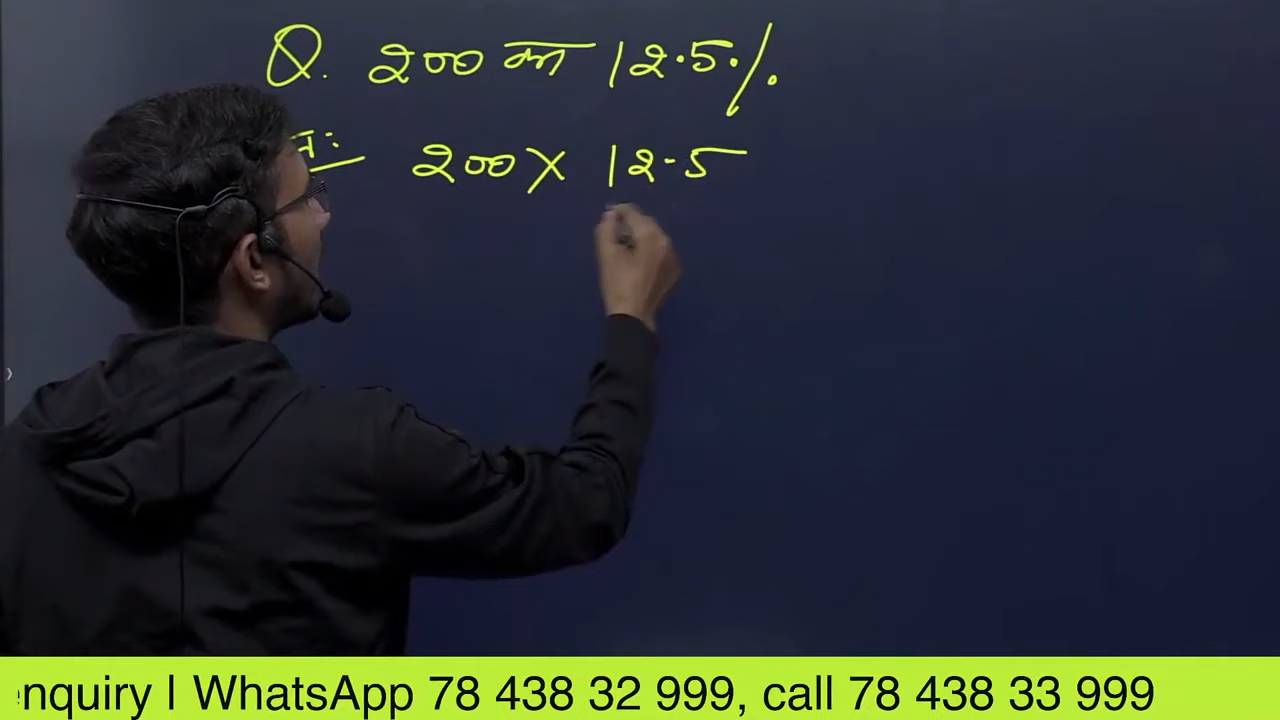 Q. 200 का 12.5%
200 X 12.5
nquiry I WhatsApp 78 438 32 999, call 78 438 33 999